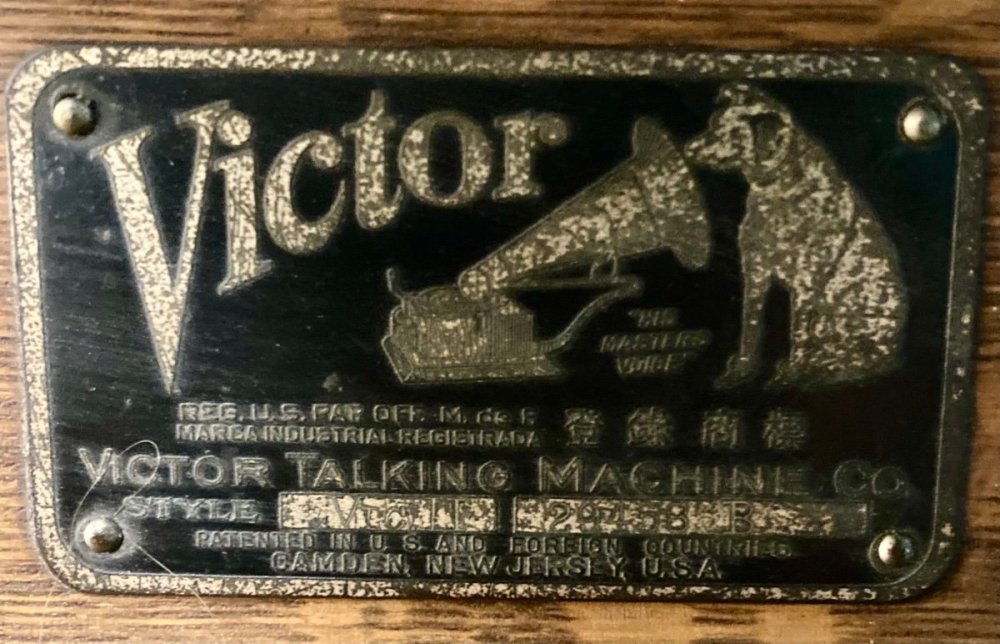 Victor
"HIS
MASTER'S
VOICE"
REG. U.S. PAT. OFF. M. de F.
MARCA INDUSTRIAL REGISTRADA
登錄商標
VICTOR TALKING MACHINE Co.
STYLE
PATENTED IN U.S. AND FOREIGN COUNTRIES
CAMDEN, NEW JERSEY, U.S.A.